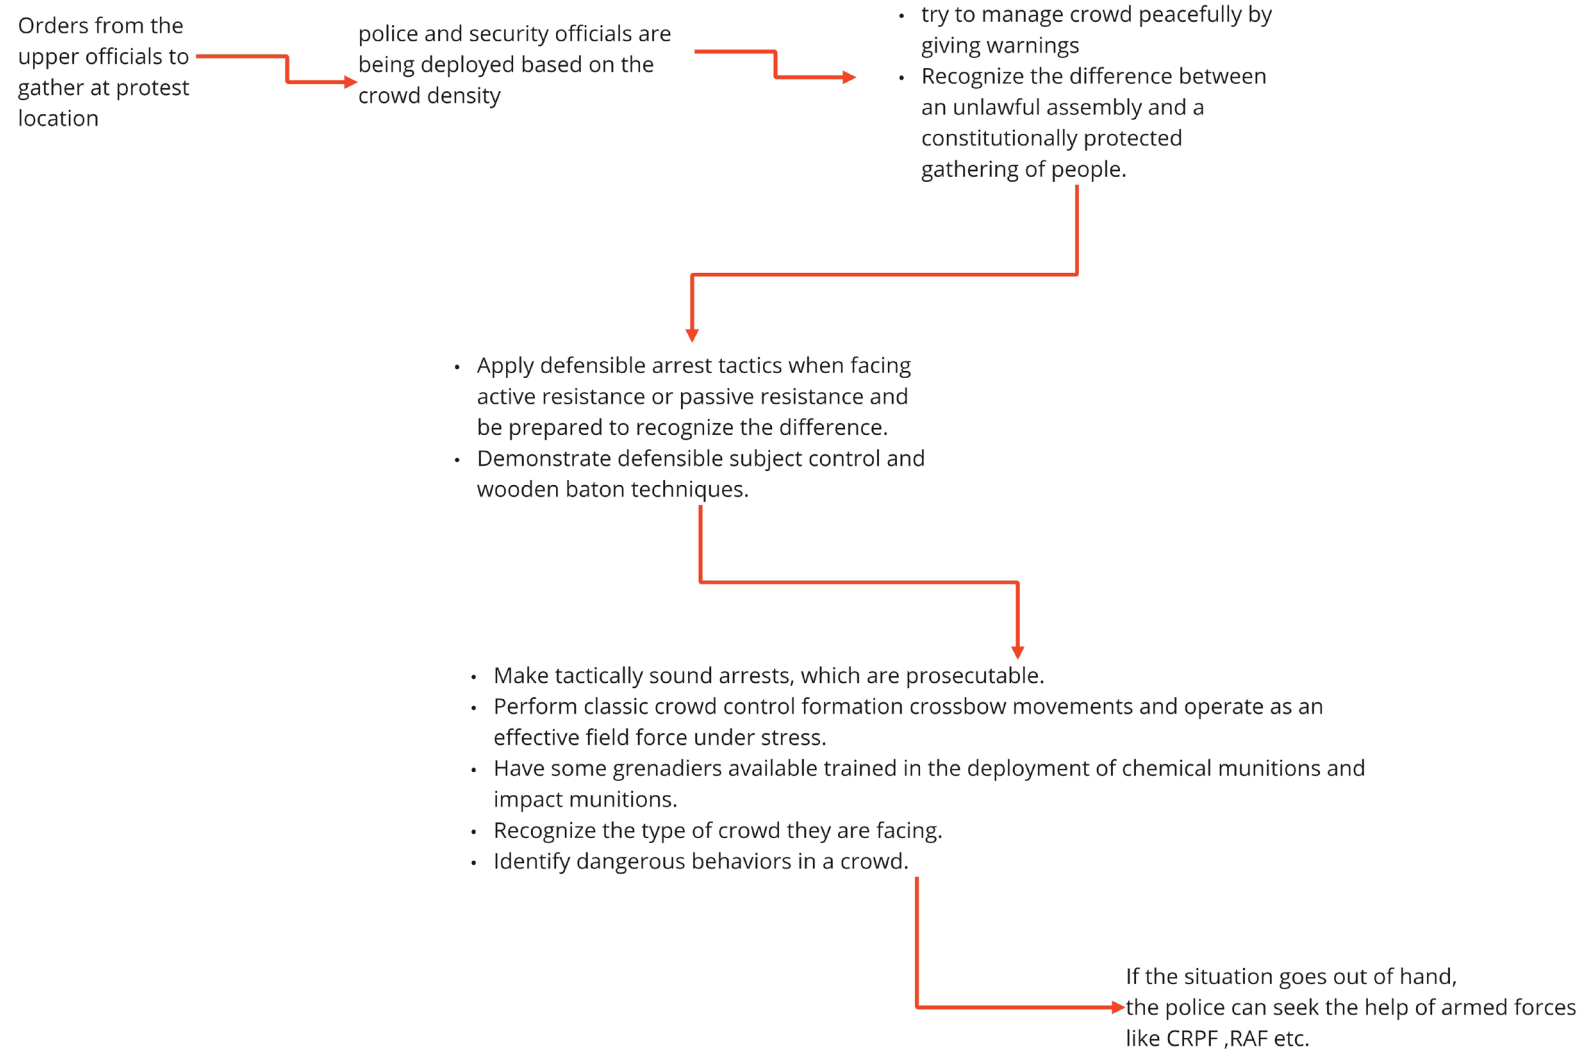 Orders from the
upper officials to
gather at protest
location
police and security officials are
being deployed based on the
crowd density
• try to manage crowd peacefully by
giving warnings
• Recognize the difference between
an unlawful assembly and a
constitutionally protected
gathering of people.
• Apply defensible arrest tactics when facing
active resistance or passive resistance and
be prepared to recognize the difference.
• Demonstrate defensible subject control and
wooden baton techniques.
• Make tactically sound arrests, which are prosecutable.
• Perform classic crowd control formation crossbow movements and operate as an
effective field force under stress.
• Have some grenadiers available trained in the deployment of chemical munitions and
impact munitions.
• Recognize the type of crowd they are facing.
• Identify dangerous behaviors in a crowd.
If the situation goes out of hand,
the police can seek the help of armed forces
like CRPF ,RAF etc.